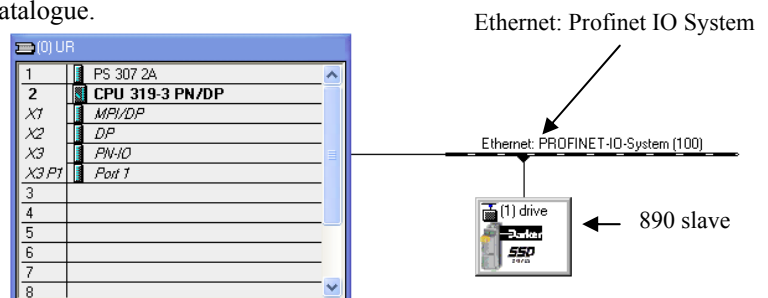 atalogue.
Ethernet: Profinet IO System
(0) UR
1 PS 307 2A
2 CPU 319-3 PN/DP
X1 MPI/DP
X2 DP
X3 PN-IO
X3 P1 Port 1
3
4
5
6
7
8
Ethernet: PROFINET-IO-System (100)
(1) drive
Parker
SSD
890 slave